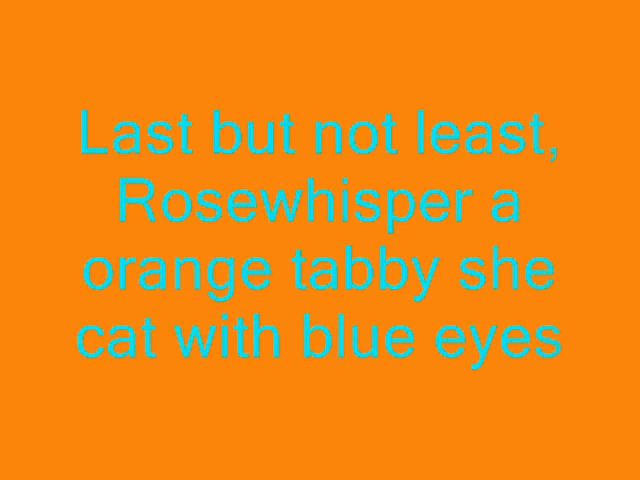 Last but not least,
Rosewhisper a
orange tabby she
cat with blue eyes